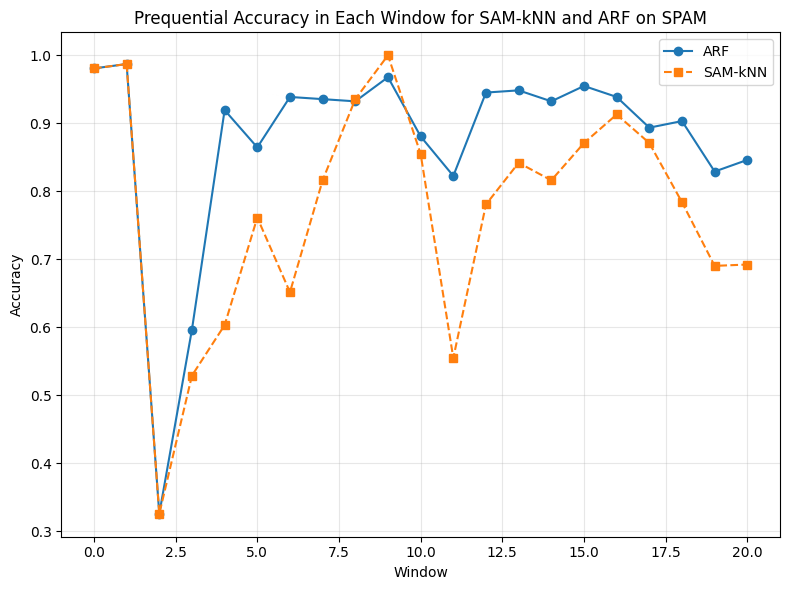 Prequential Accuracy in Each Window for SAM-kNN and ARF on SPAM
ARF
SAM-kNN
1.0
0.9
0.8
0.7
0.6
0.5
0.4
0.3
Accuracy
0.0 2.5 5.0 7.5 10.0 12.5 15.0 17.5 20.0
Window